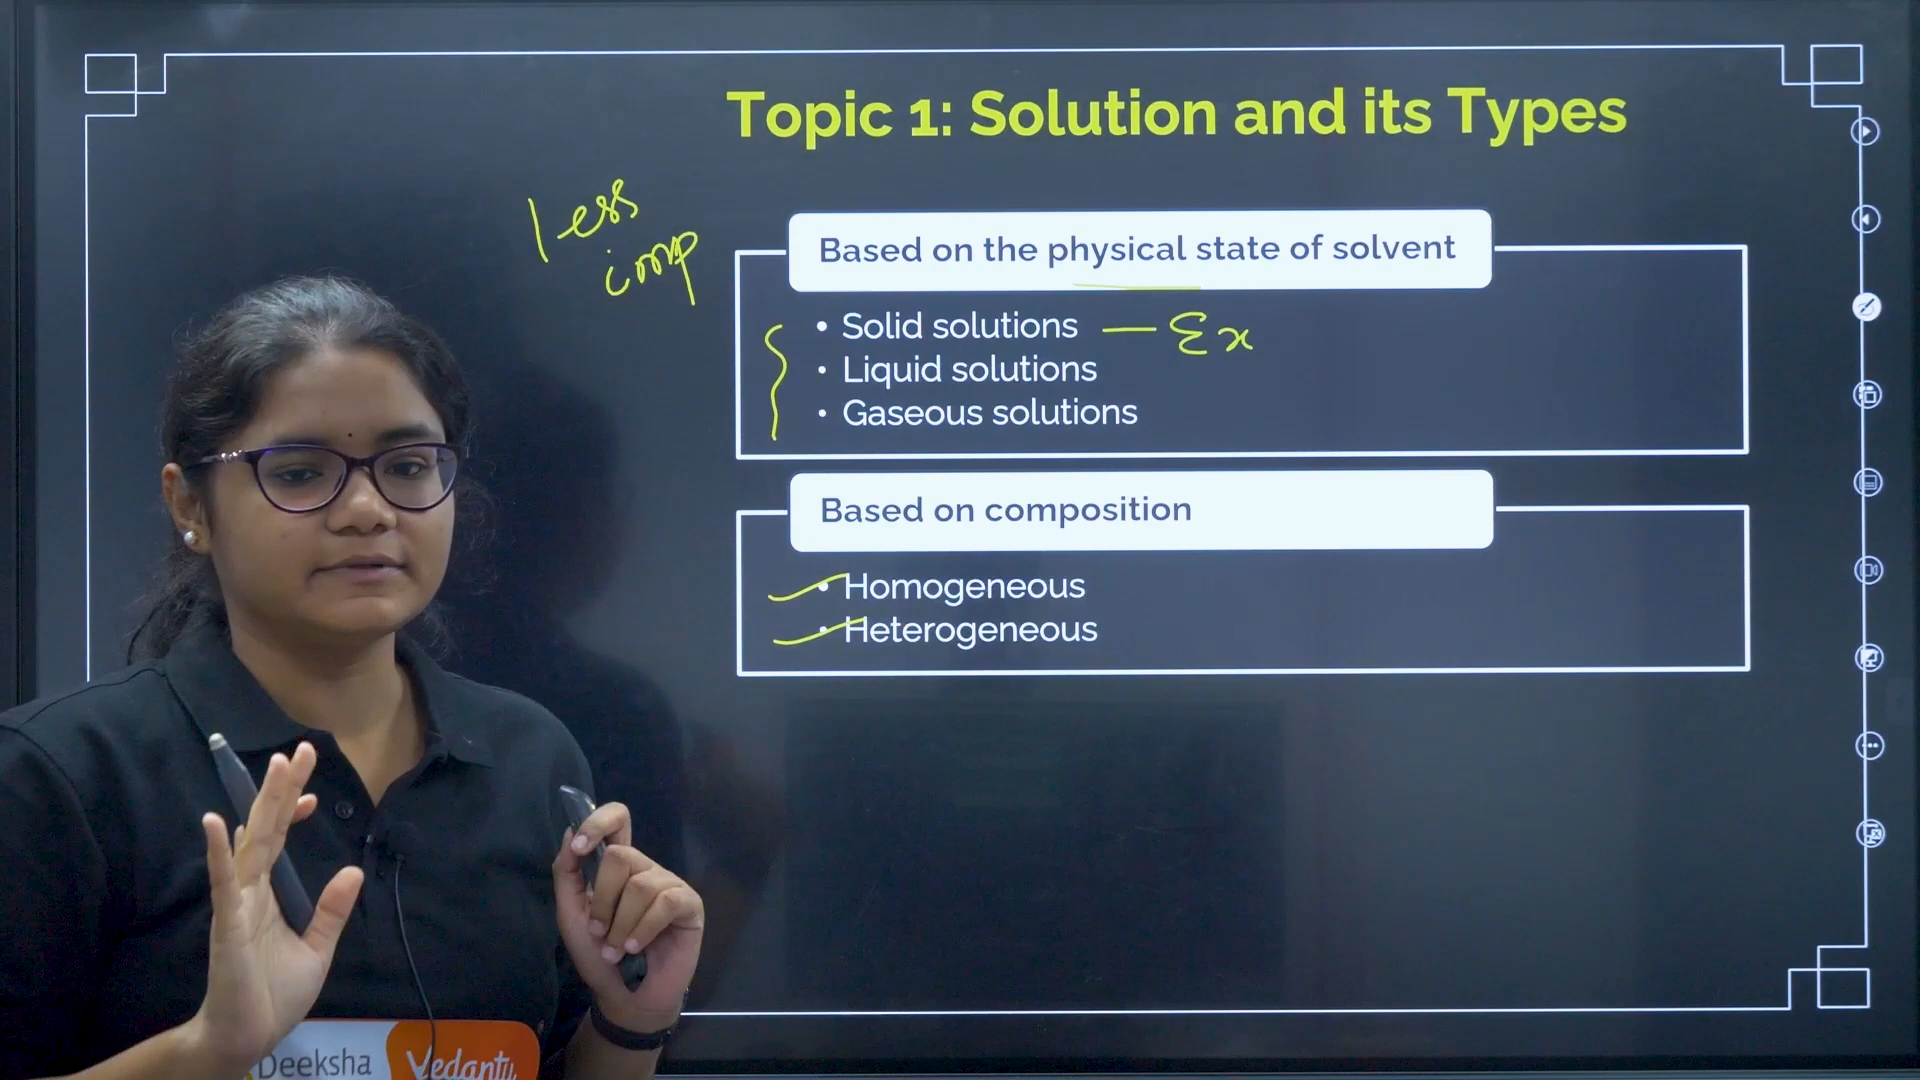 Topic 1: Solution and its Types
less
imp
Based on the physical state of solvent
• Solid solutions — Ex
• Liquid solutions
• Gaseous solutions
Based on composition
• Homogeneous
• Heterogeneous
Deeksha Vedantu